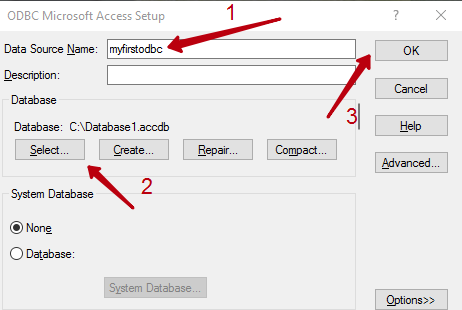 ODBC Microsoft Access Setup
1
Data Source Name: myfirstodbc
OK
Description:
3
Database
Cancel
Database: C:\Database1.accdb
Help
Select... Create... Repair... Compact...
Advanced...
2
System Database
None
Database:
System Database...
Options>>